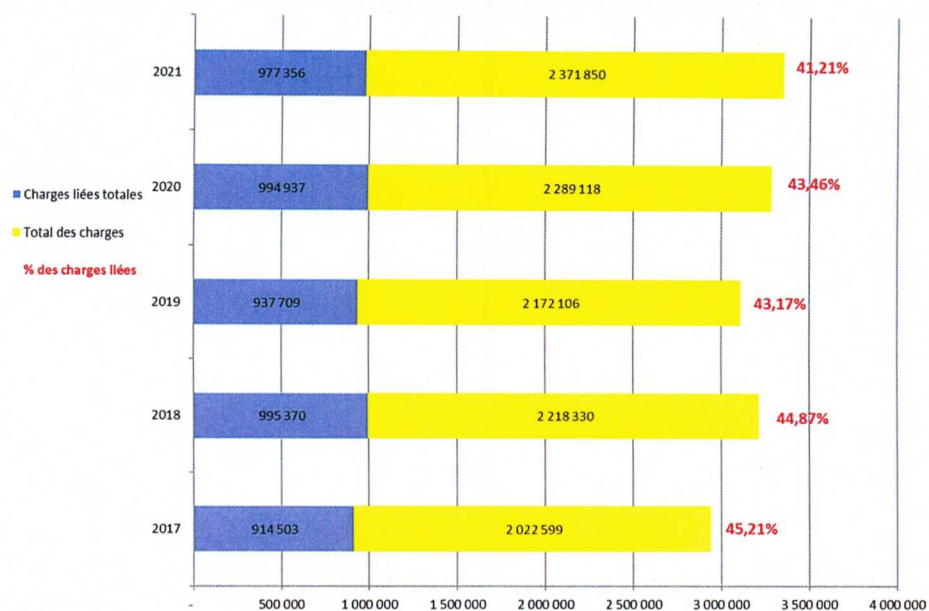 2021 977 356 2 371 850 41,21%
2020 994 937 2 289 118 43,46%
Charges liées totales
Total des charges
% des charges liées
2019 937 709 2 172 106 43,17%
2018 995 370 2 218 330 44,87%
2017 914 503 2 022 599 45,21%
- 500 000 1 000 000 1 500 000 2 000 000 2 500 000 3 000 000 3 500 000 4 000 000